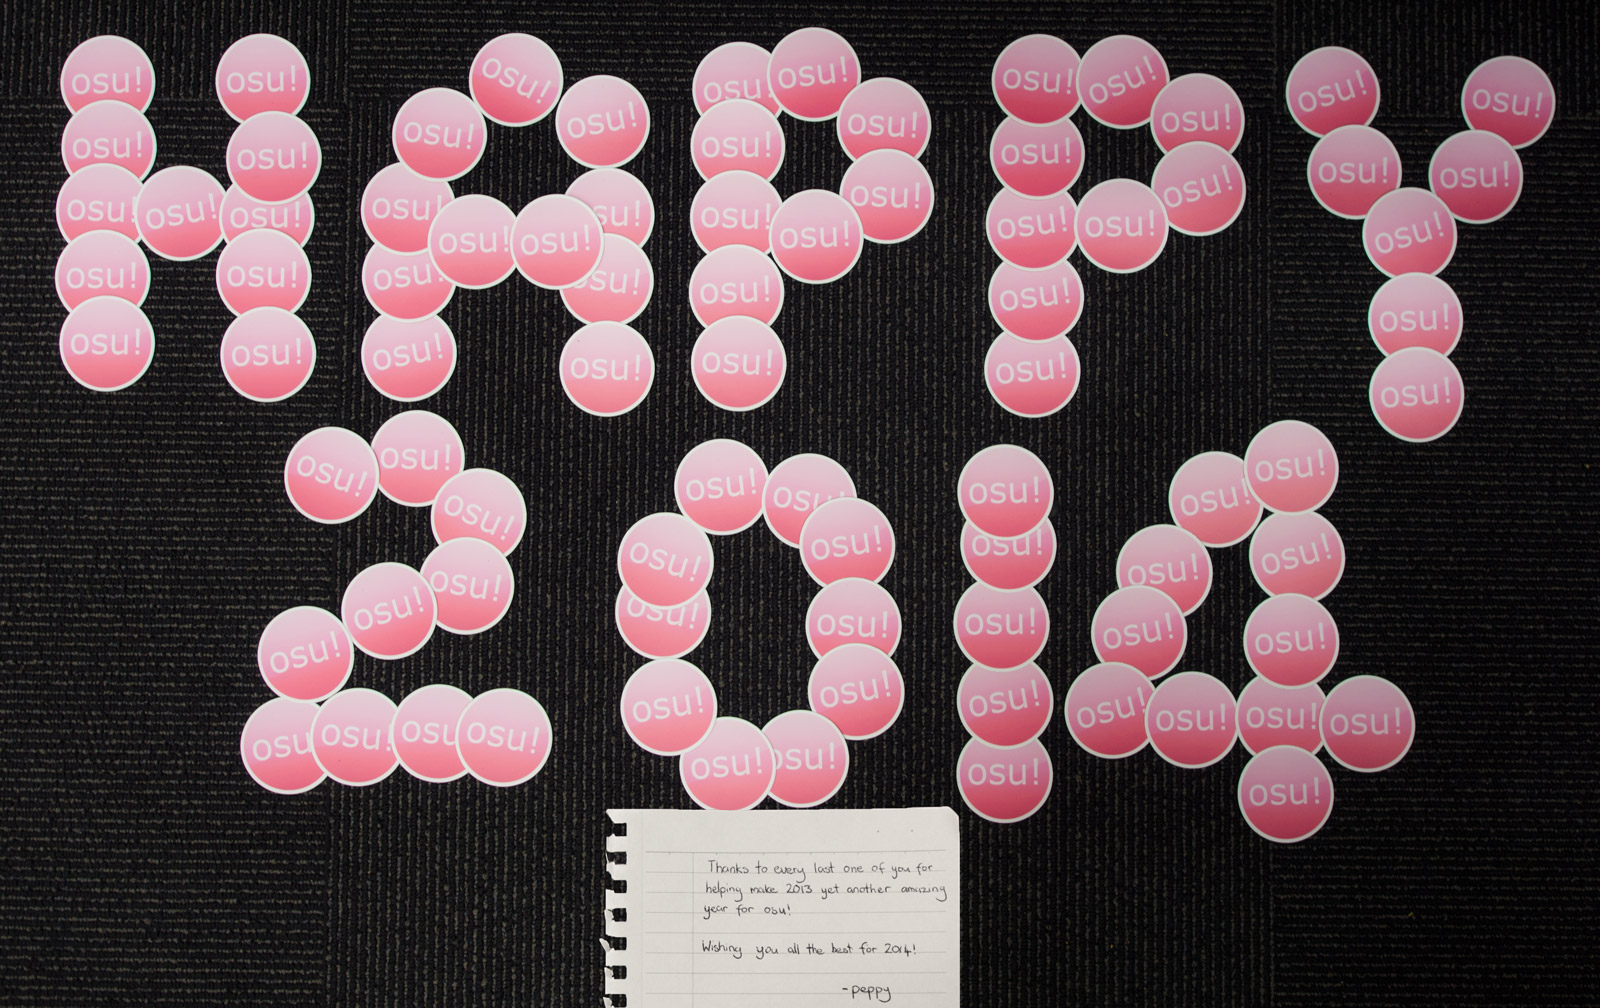 HAPPY
2014
Thanks to every last one of you for
helping make 2013 yet another amazing
year for osu!
Wishing you all the best for 2014!
-peppy